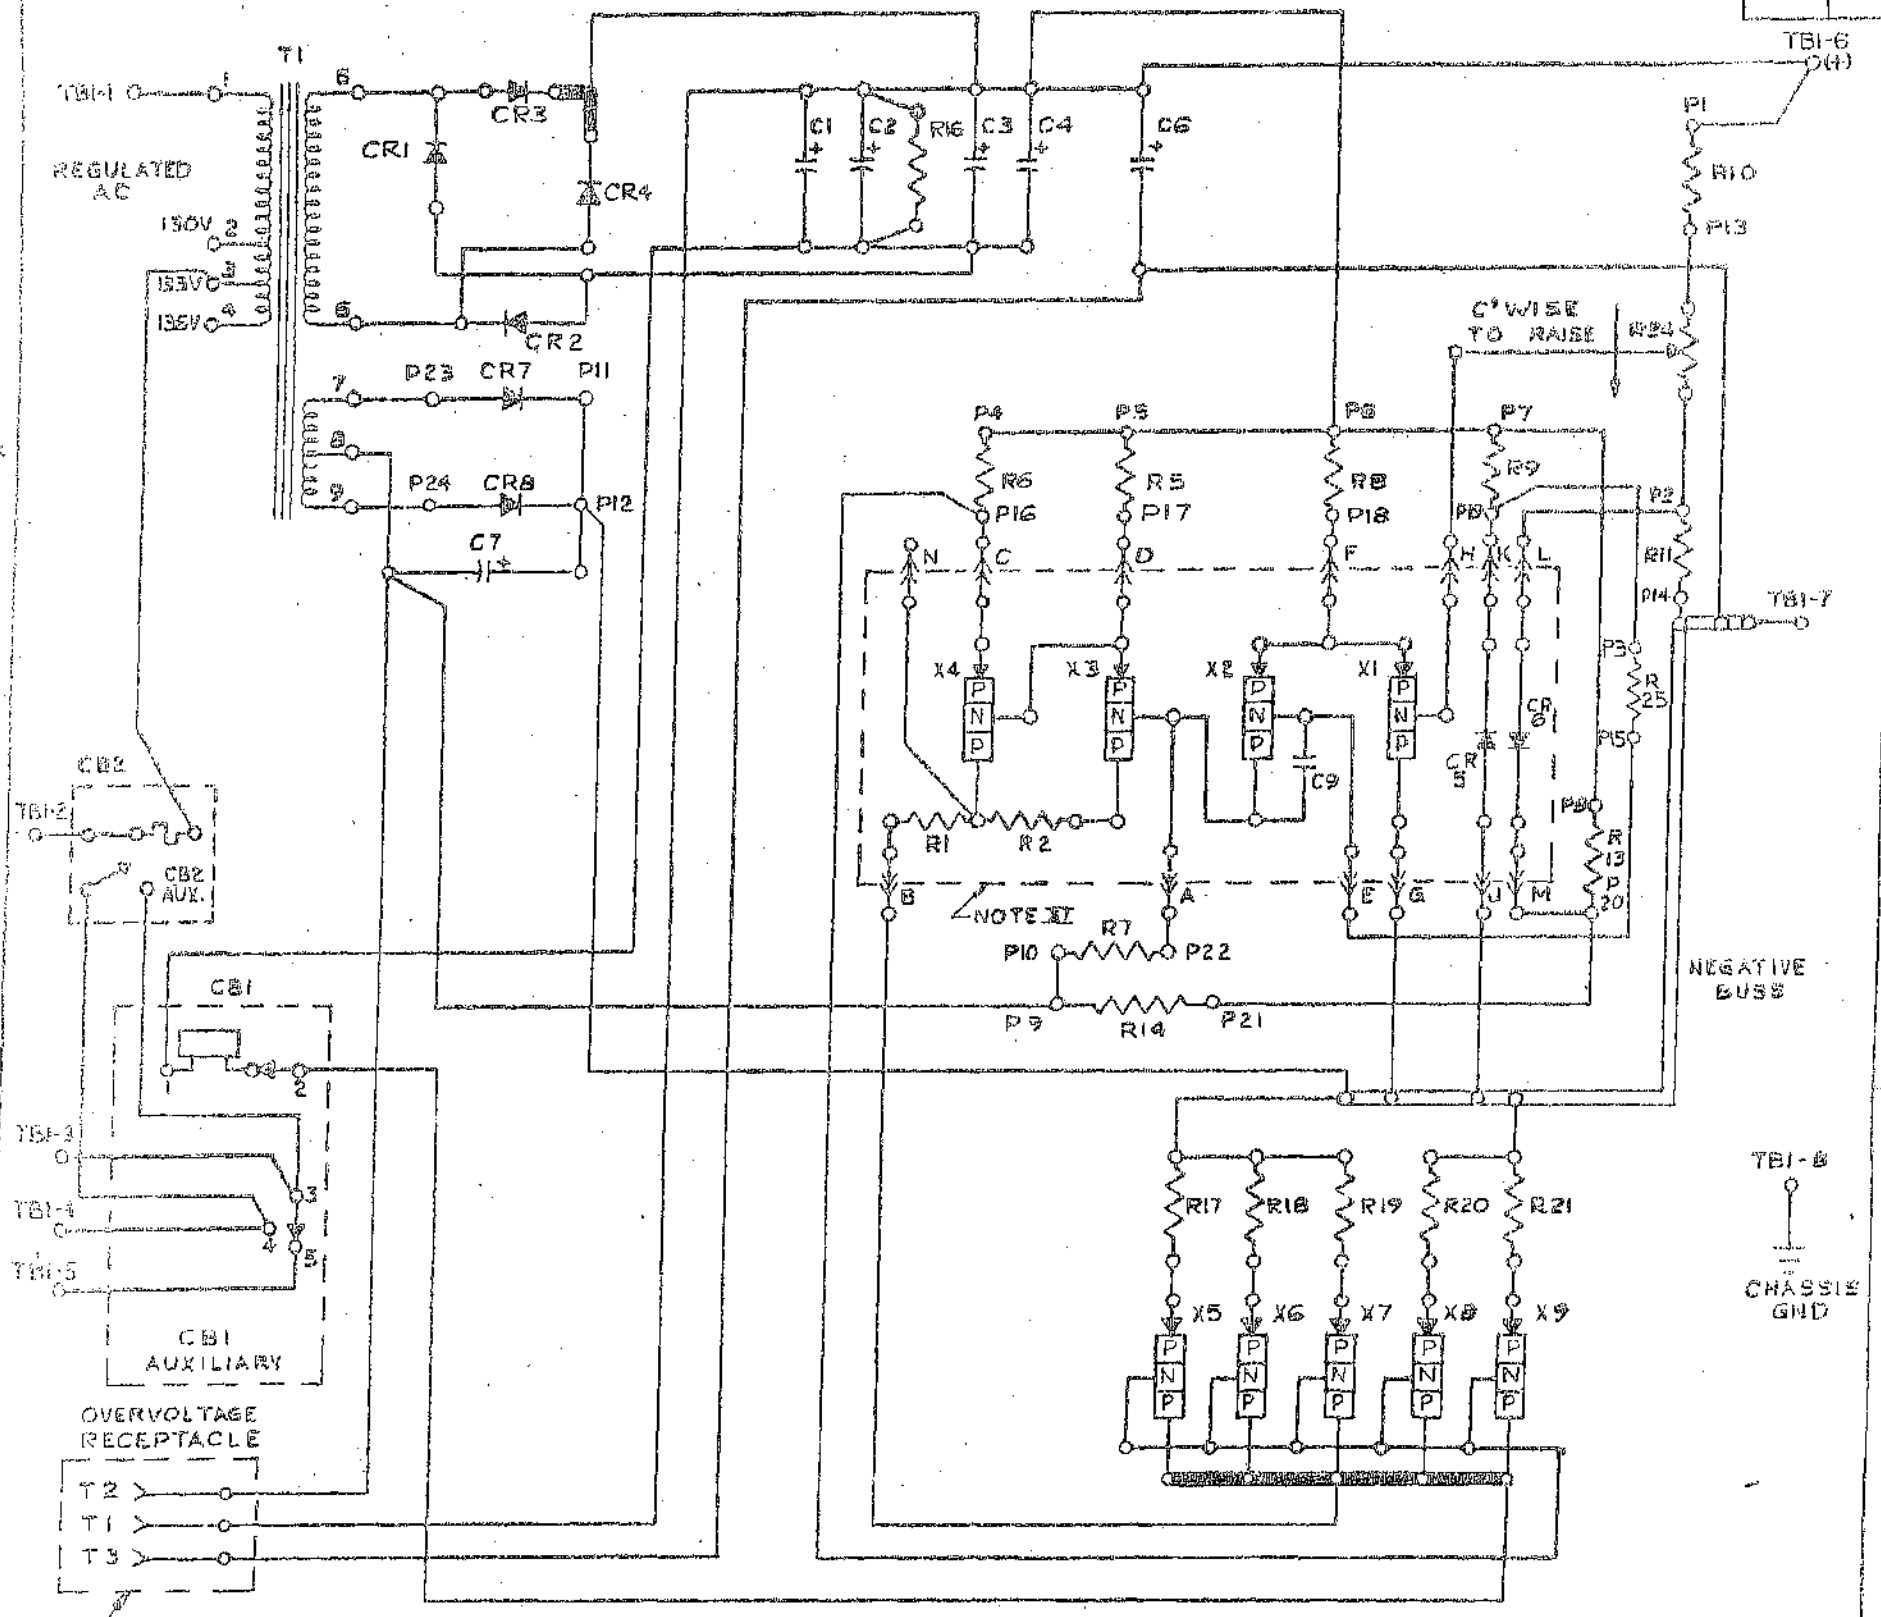 T1
TB1-6
(+)
TB1-1
1
6
CR3
C1
C2
R16
C3
C4
C6
P1
REGULATED
AC
CR1
CR4
R10
130V
2
P13
133V
4
C'WISE
TO RAISE
6
CR2
7
P23
CR7
P11
P4
P5
P7
R6
R5
R8
R9
8
9
P24
CR8
P12
P16
P17
P18
P2
C7
N
C
D
F
H
K
L
R11
P14
TB1-7
X4
X3
X2
X1
P3
P
N
P
P
N
P
P
N
P
P
N
P
R
25
CR
6
CR
5
P15
C9
CB2
TB1-2
R1
R2
R
13
P
20
CB2
AUX.
B
A
E
G
J
M
NOTE
R7
P10
P22
NEGATIVE
BUSS
CB1
P9
R14
P21
2
TB1-3
3
TB1-4
4
5
TB1-5
R17
R18
R19
R20
R21
TB1-8
CHASSIS
GND
X5
X6
X7
X8
X9
P
N
P
P
N
P
P
N
P
P
N
P
P
N
P
CB1
AUXILIARY
OVERVOLTAGE
RECEPTACLE
T2
T1
T3